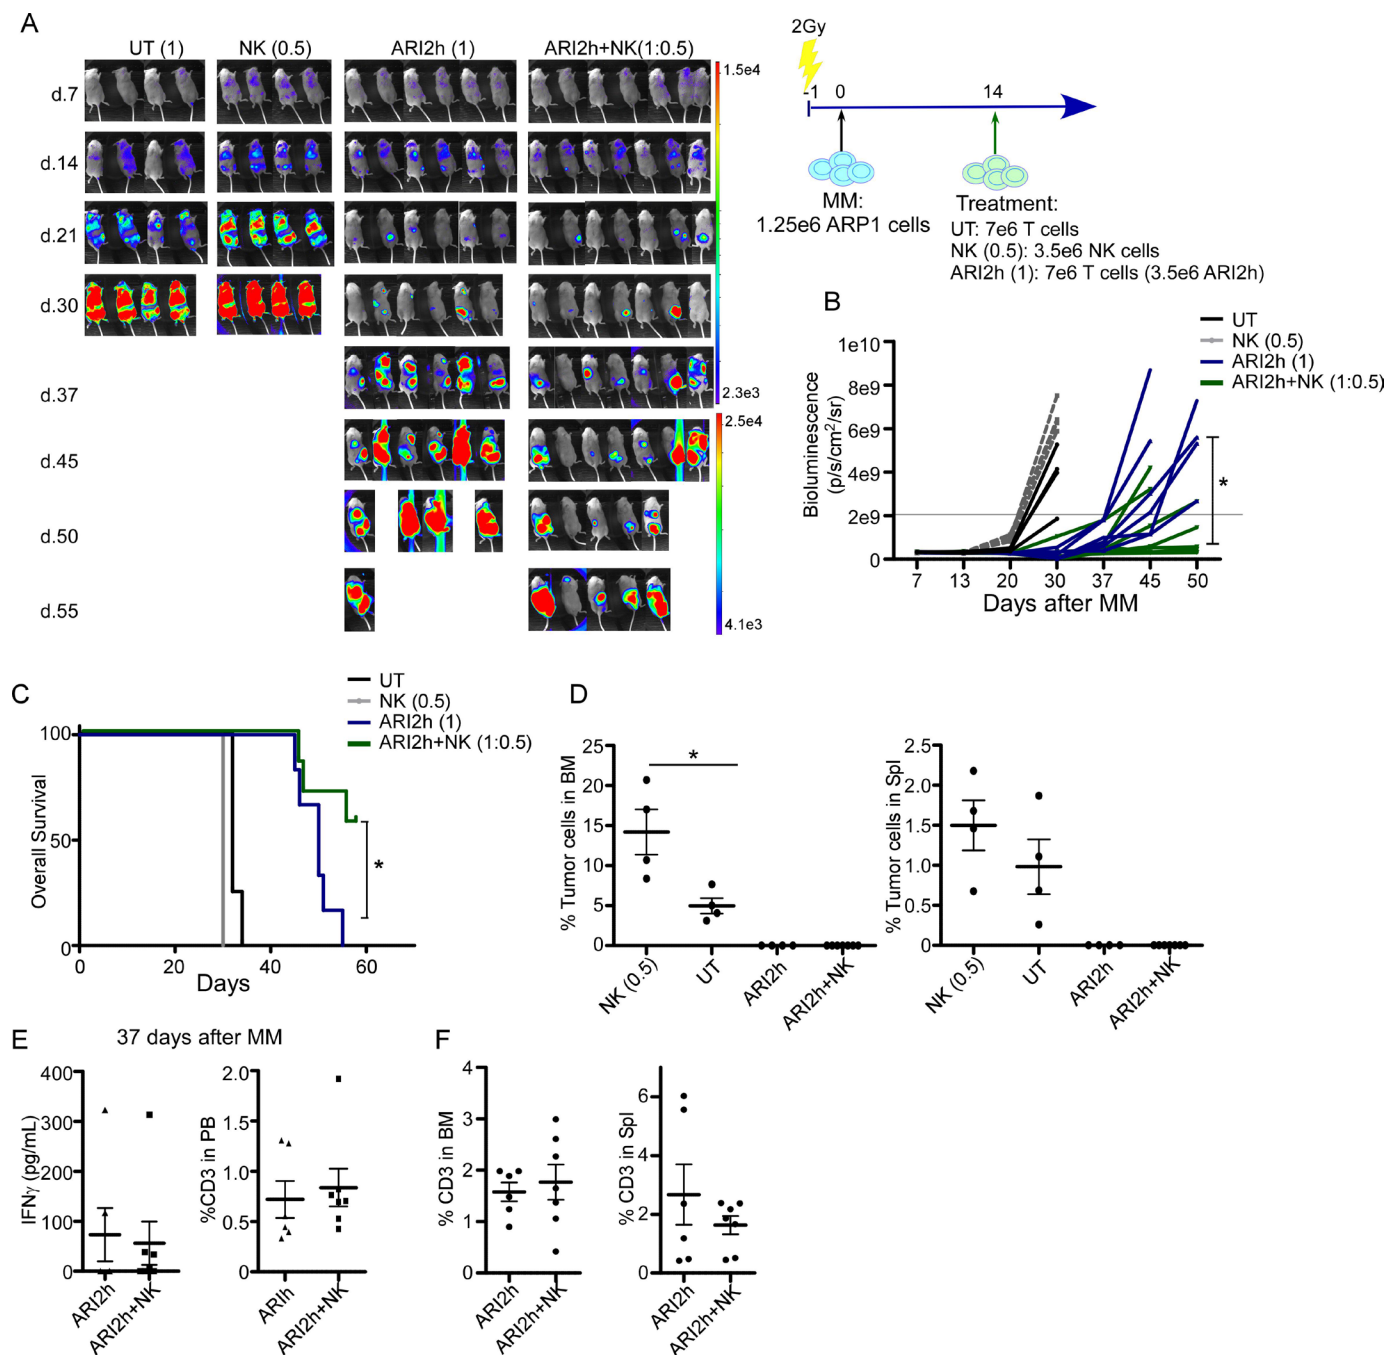 A
UT (1)
NK (0.5)
ARI2h (1)
ARI2h+NK(1:0.5)
d.7
d.14
d.21
d.30
d.37
d.45
d.50
d.55
1.5e4
2.3e3
2.5e4
4.1e3
2Gy
-1
0
14
MM:
1.25e6 ARP1 cells
Treatment:
UT: 7e6 T cells
NK (0.5): 3.5e6 NK cells
ARI2h (1): 7e6 T cells (3.5e6 ARI2h)
B
UT
NK (0.5)
ARI2h (1)
ARI2h+NK (1:0.5)
Bioluminescence
(p/s/cm²/sr)
1e10
8e9
6e9
4e9
2e9
0
*
7 13 20 30 37 45 50
Days after MM
C
UT
NK (0.5)
ARI2h (1)
ARI2h+NK (1:0.5)
Overall Survival
100
50
0
*
0 20 40 60
Days
D
% Tumor cells in BM
25
20
15
10
5
0
*
NK (0.5)
UT
ARI2h
ARI2h+NK
% Tumor cells in Spl
2.5
2.0
1.5
1.0
0.5
0
NK (0.5)
UT
ARI2h
ARI2h+NK
E
37 days after MM
IFNγ (pg/mL)
400
300
200
100
0
ARI2h
ARI2h+NK
%CD3 in PB
2.0
1.5
1.0
0.5
0
ARIh
ARI2h+NK
F
% CD3 in BM
4
3
2
1
0
ARI2h
ARI2h+NK
% CD3 in Spl
6
4
2
0
ARI2h
ARI2h+NK